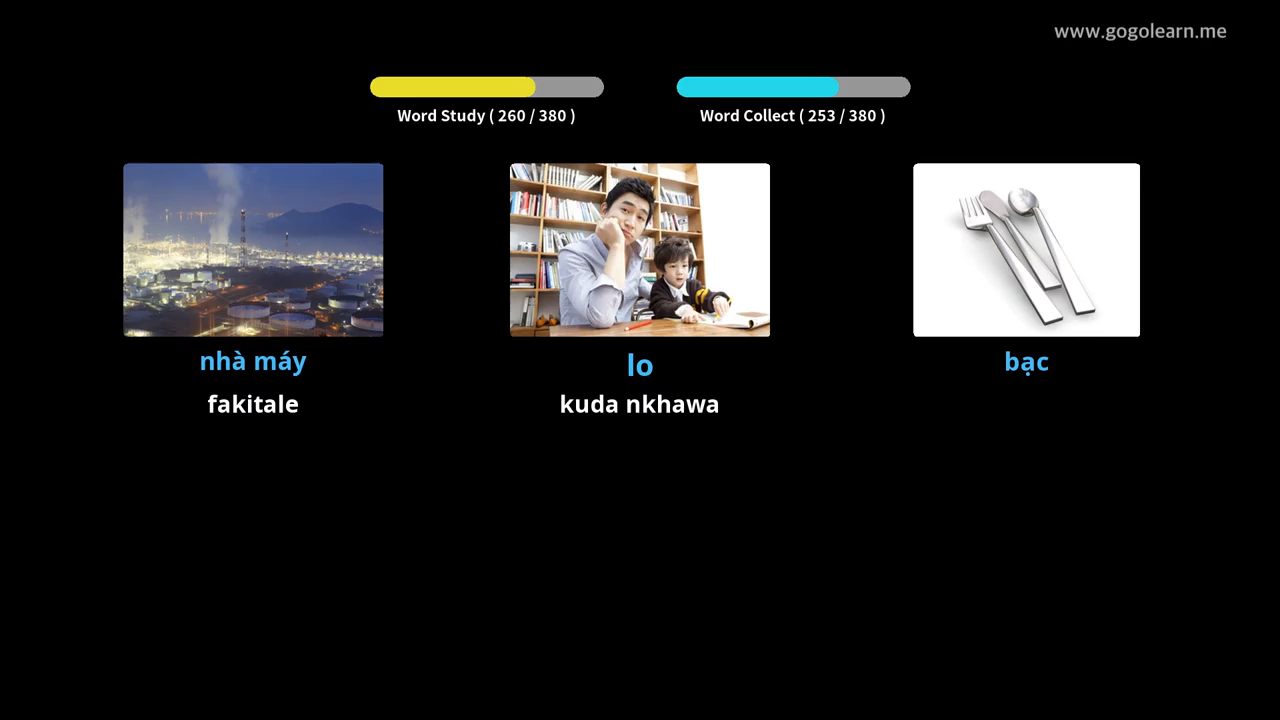 www.gogolearn.me
Word Study ( 260 / 380 )
Word Collect ( 253 / 380 )
nhà máy
fakitale
lo
kuda nkhawa
bạc